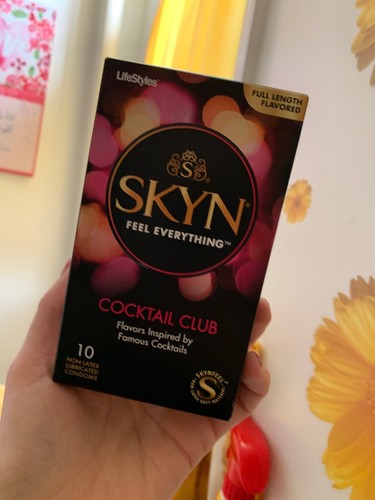 LifeStyles®
FULL LENGTH
FLAVORED
S
SKYN®
FEEL EVERYTHING™
COCKTAIL CLUB
Flavors Inspired by
Famous Cocktails
10
NON-LATEX
LUBRICATED
CONDOMS
SKYNFEEL
S